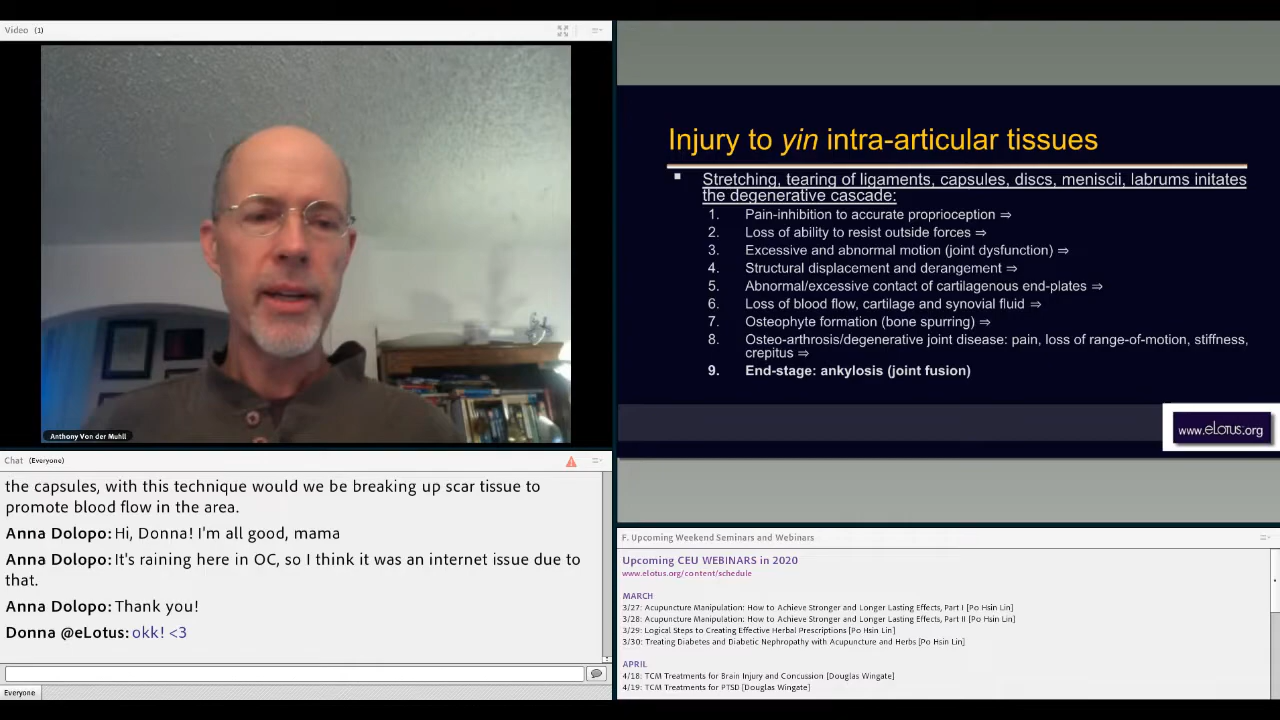 Video (1)
Anthony Von der Muhll
Injury to yin intra-articular tissues
Stretching, tearing of ligaments, capsules, discs, meniscii, labrums initates
the degenerative cascade:
1. Pain-inhibition to accurate proprioception ⇒
2. Loss of ability to resist outside forces ⇒
3. Excessive and abnormal motion (joint dysfunction) ⇒
4. Structural displacement and derangement ⇒
5. Abnormal/excessive contact of cartilagenous end-plates ⇒
6. Loss of blood flow, cartilage and synovial fluid ⇒
7. Osteophyte formation (bone spurring) ⇒
8. Osteo-arthrosis/degenerative joint disease: pain, loss of range-of-motion, stiffness,
crepitus ⇒
9. End-stage: ankylosis (joint fusion)
www.eLotus.org
Chat (Everyone)
the capsules, with this technique would we be breaking up scar tissue to
promote blood flow in the area.
Anna Dolopo: Hi, Donna! I'm all good, mama
Anna Dolopo: It's raining here in OC, so I think it was an internet issue due to
that.
Anna Dolopo: Thank you!
Donna @eLotus: okk! <3
Everyone
F. Upcoming Weekend Seminars and Webinars
Upcoming CEU WEBINARS in 2020
www.elotus.org/content/schedule
MARCH
3/27: Acupuncture Manipulation: How to Achieve Stronger and Longer Lasting Effects, Part I [Po Hsin Lin]
3/28: Acupuncture Manipulation: How to Achieve Stronger and Longer Lasting Effects, Part II [Po Hsin Lin]
3/29: Logical Steps to Creating Effective Herbal Prescriptions [Po Hsin Lin]
3/30: Treating Diabetes and Diabetic Nephropathy with Acupuncture and Herbs [Po Hsin Lin]
APRIL
4/18: TCM Treatments for Brain Injury and Concussion [Douglas Wingate]
4/19: TCM Treatments for PTSD [Douglas Wingate]